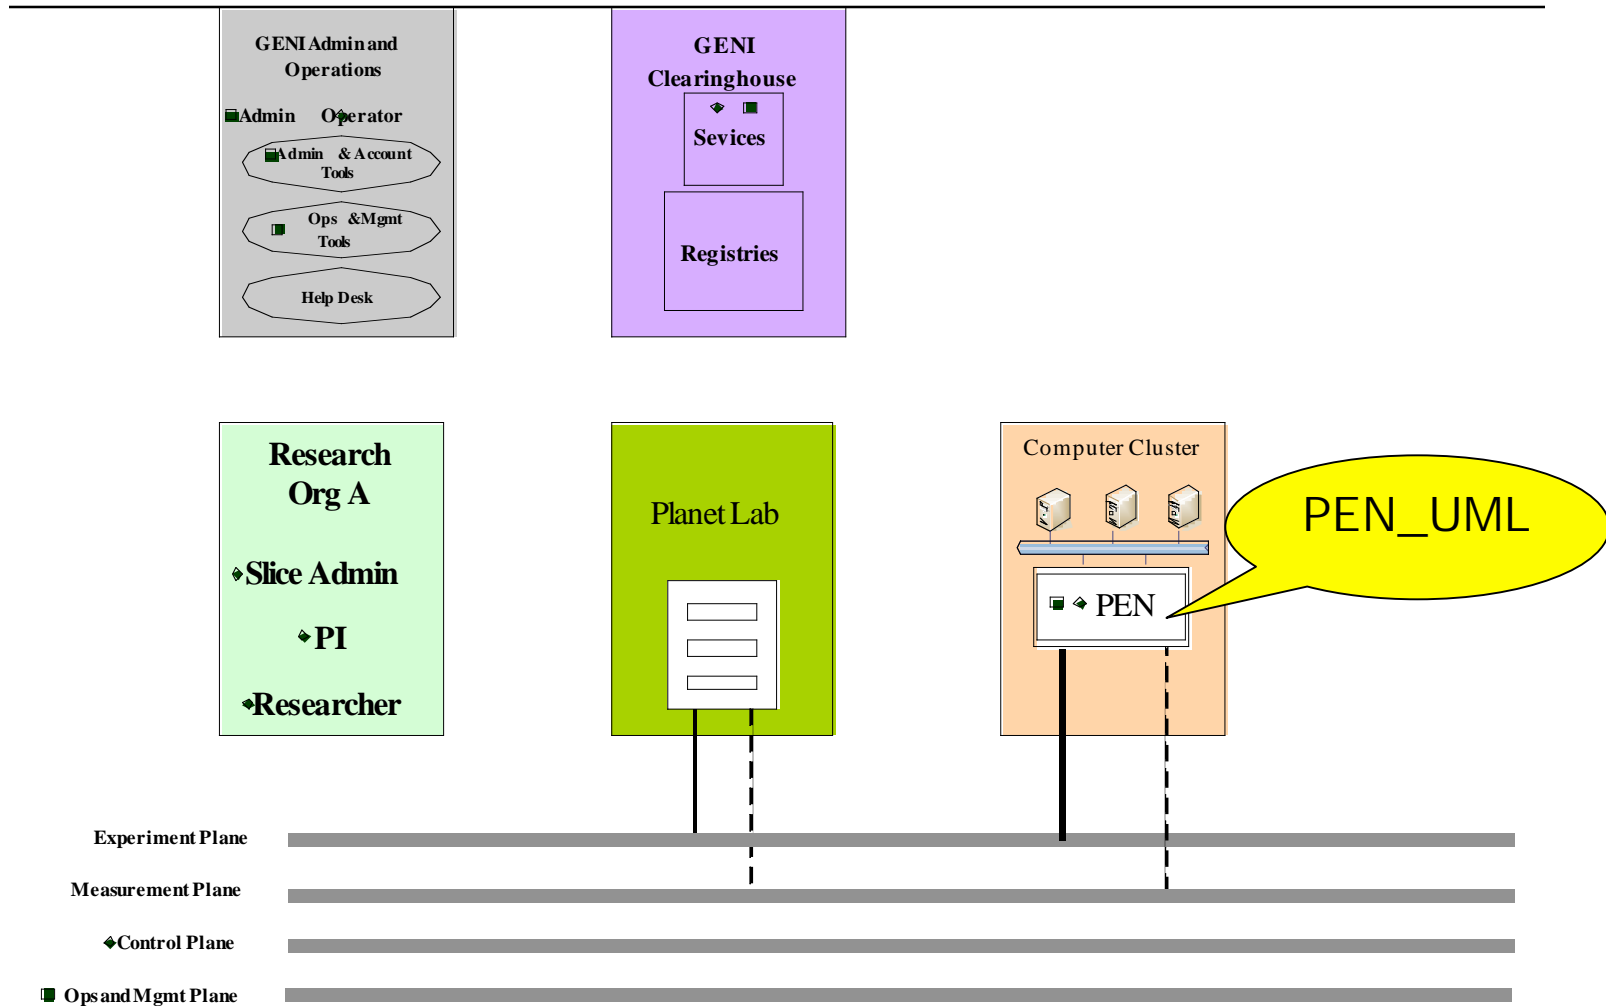 GENI Admin and
Operations
Admin Operator
Admin & Account
Tools
Ops & Mgmt
Tools
Help Desk
GENI
Clearinghouse
Sevices
Registries
Research
Org A
Slice Admin
PI
Researcher
Planet Lab
Computer Cluster
PEN
PEN_UML
Experiment Plane
Measurement Plane
Control Plane
Ops and Mgmt Plane